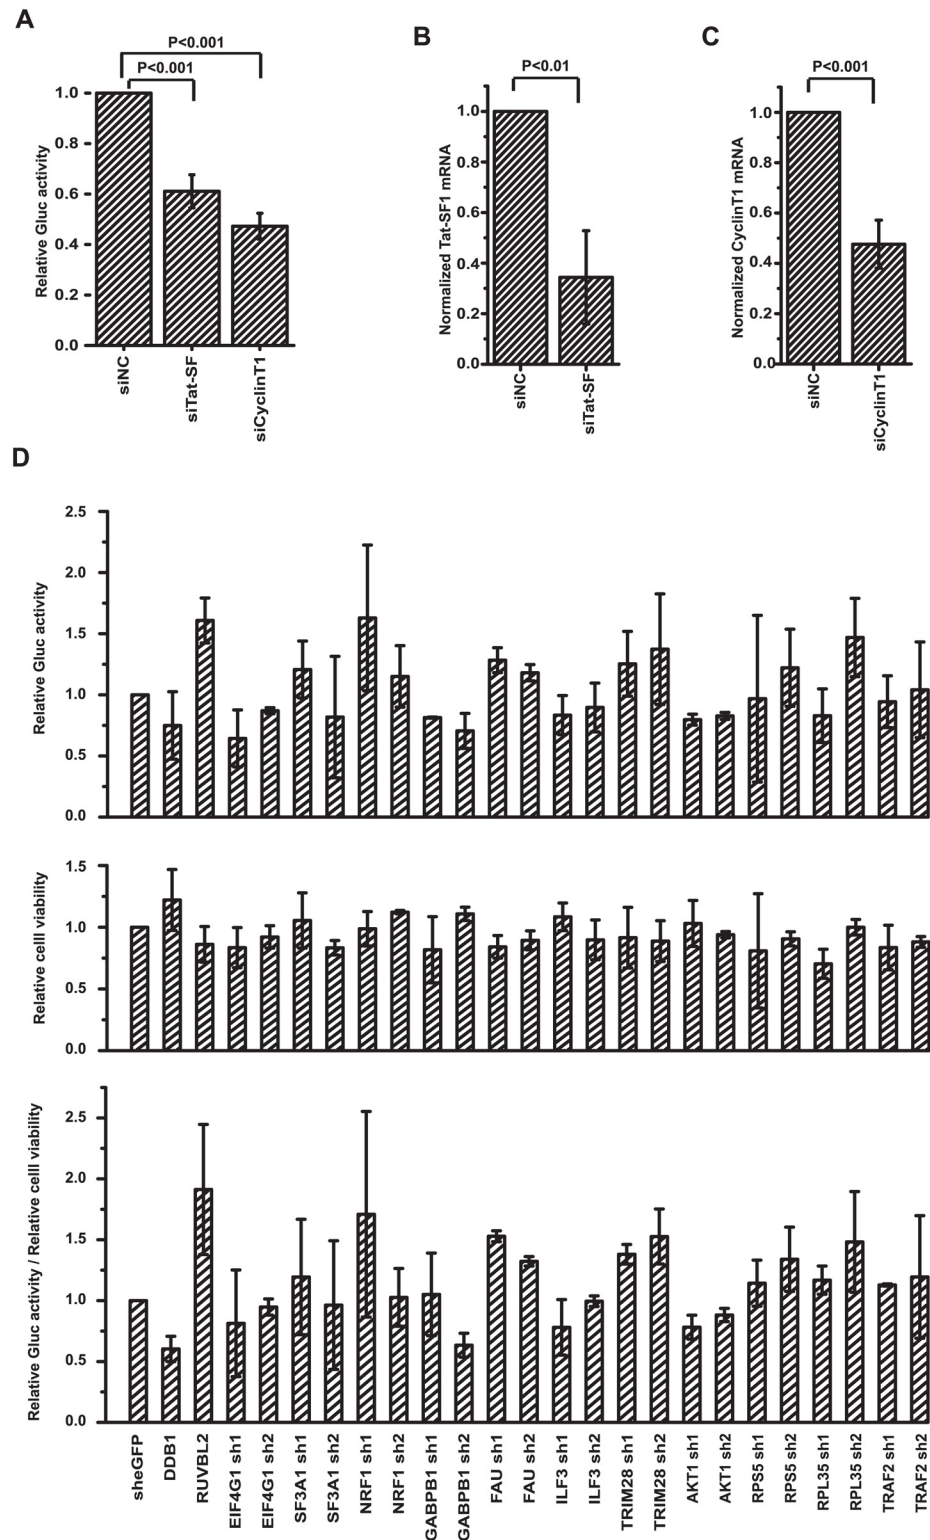 A
P<0.001
P<0.001
Relative Gluc activity
1.0
0.8
0.6
0.4
0.2
0.0
siNC
siTat-SF
siCyclinT1
B
P<0.01
Normalized Tat-SF1 mRNA
1.0
0.8
0.6
0.4
0.2
0.0
siNC
siTat-SF
C
P<0.001
Normalized CyclinT1 mRNA
1.0
0.8
0.6
0.4
0.2
0.0
siNC
siCyclinT1
D
Relative Gluc activity
2.5
2.0
1.5
1.0
0.5
0.0
Relative celll viability
1.5
1.0
0.5
0.0
Relative Gluc activity / Relative celll viability
2.5
2.0
1.5
1.0
0.5
0.0
sheGFP
DDB1
RUVBL2
EIF4G1 sh1
EIF4G1 sh2
SF3A1 sh1
SF3A1 sh2
NRF1 sh1
NRF1 sh2
GABPB1 sh1
GABPB1 sh2
FAU sh1
FAU sh2
ILF3 sh1
ILF3 sh2
TRIM28 sh1
TRIM28 sh2
AKT1 sh1
AKT1 sh2
RPS5 sh1
RPS5 sh2
RPL35 sh1
RPL35 sh2
TRAF2 sh1
TRAF2 sh2